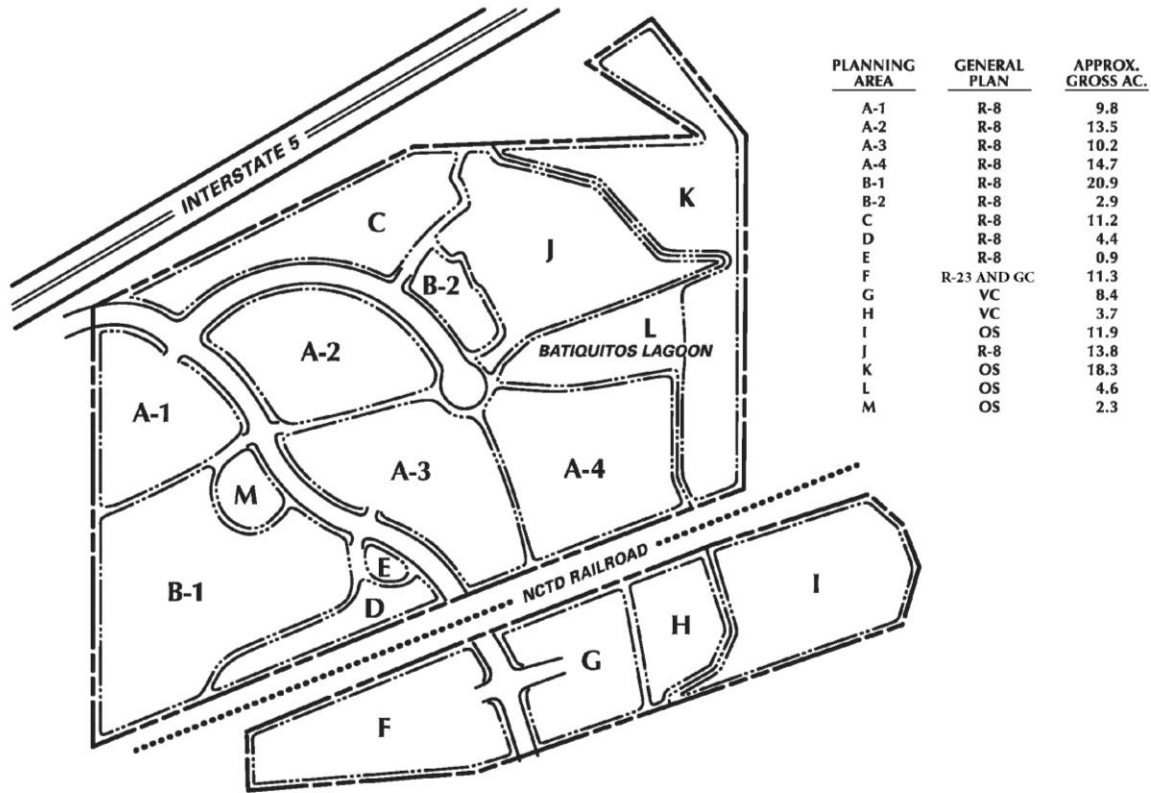 INTERSTATE 5
C
K
J
B-2
L
BATIQUITOS LAGOON
A-2
A-1
A-3
A-4
M
E
B-1
D
NCTD RAILROAD
I
H
G
F
PLANNING AREA GENERAL PLAN APPROX. GROSS AC.
A-1 R-8 9.8
A-2 R-8 13.5
A-3 R-8 10.2
A-4 R-8 14.7
B-1 R-8 20.9
B-2 R-8 2.9
C R-8 11.2
D R-8 4.4
E R-8 0.9
F R-23 AND GC 11.3
G VC 8.4
H VC 3.7
I OS 11.9
J R-8 13.8
K OS 18.3
L OS 4.6
M OS 2.3